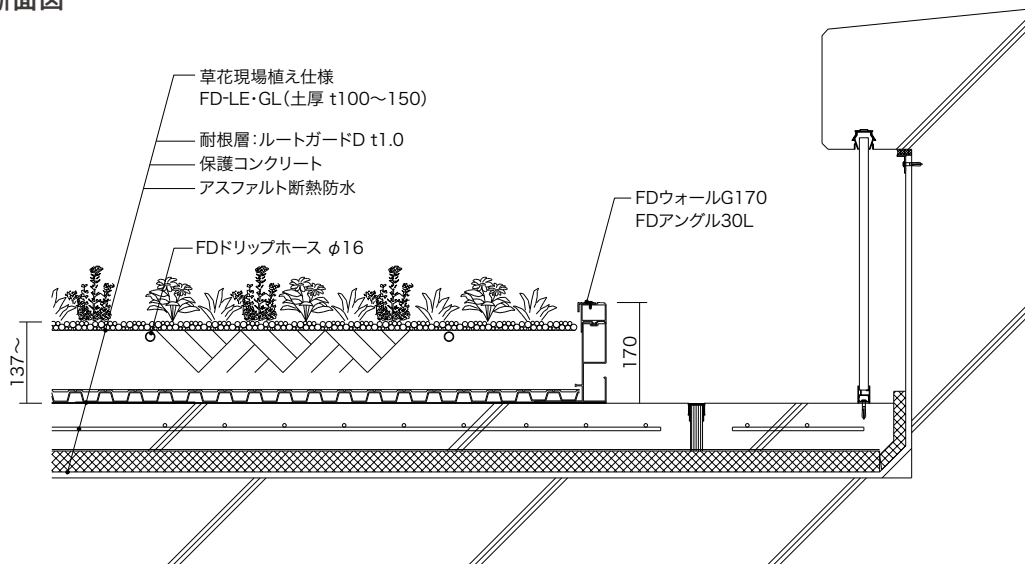 断面図
草花現場植え仕様
FD-LE・GL(土厚 t100〜150)
耐根層：ルートガードD t1.0
保護コンクリート
アスファルト断熱防水
FDウォールG170
FDアングル30L
FDドリップホース φ16
137〜
170